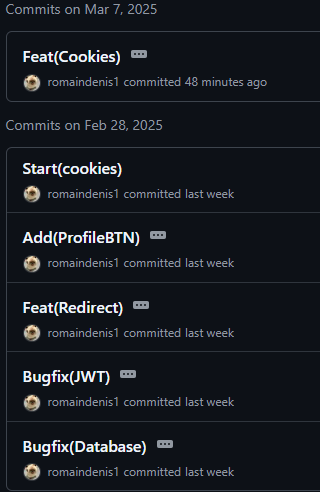 Commits on Mar 7, 2025
Feat(Cookies)
romaindenis1 committed 48 minutes ago
Commits on Feb 28, 2025
Start(cookies)
romaindenis1 committed last week
Add(ProfileBTN)
romaindenis1 committed last week
Feat(Redirect)
romaindenis1 committed last week
Bugfix(JWT)
romaindenis1 committed last week
Bugfix(Database)
romaindenis1 committed last week